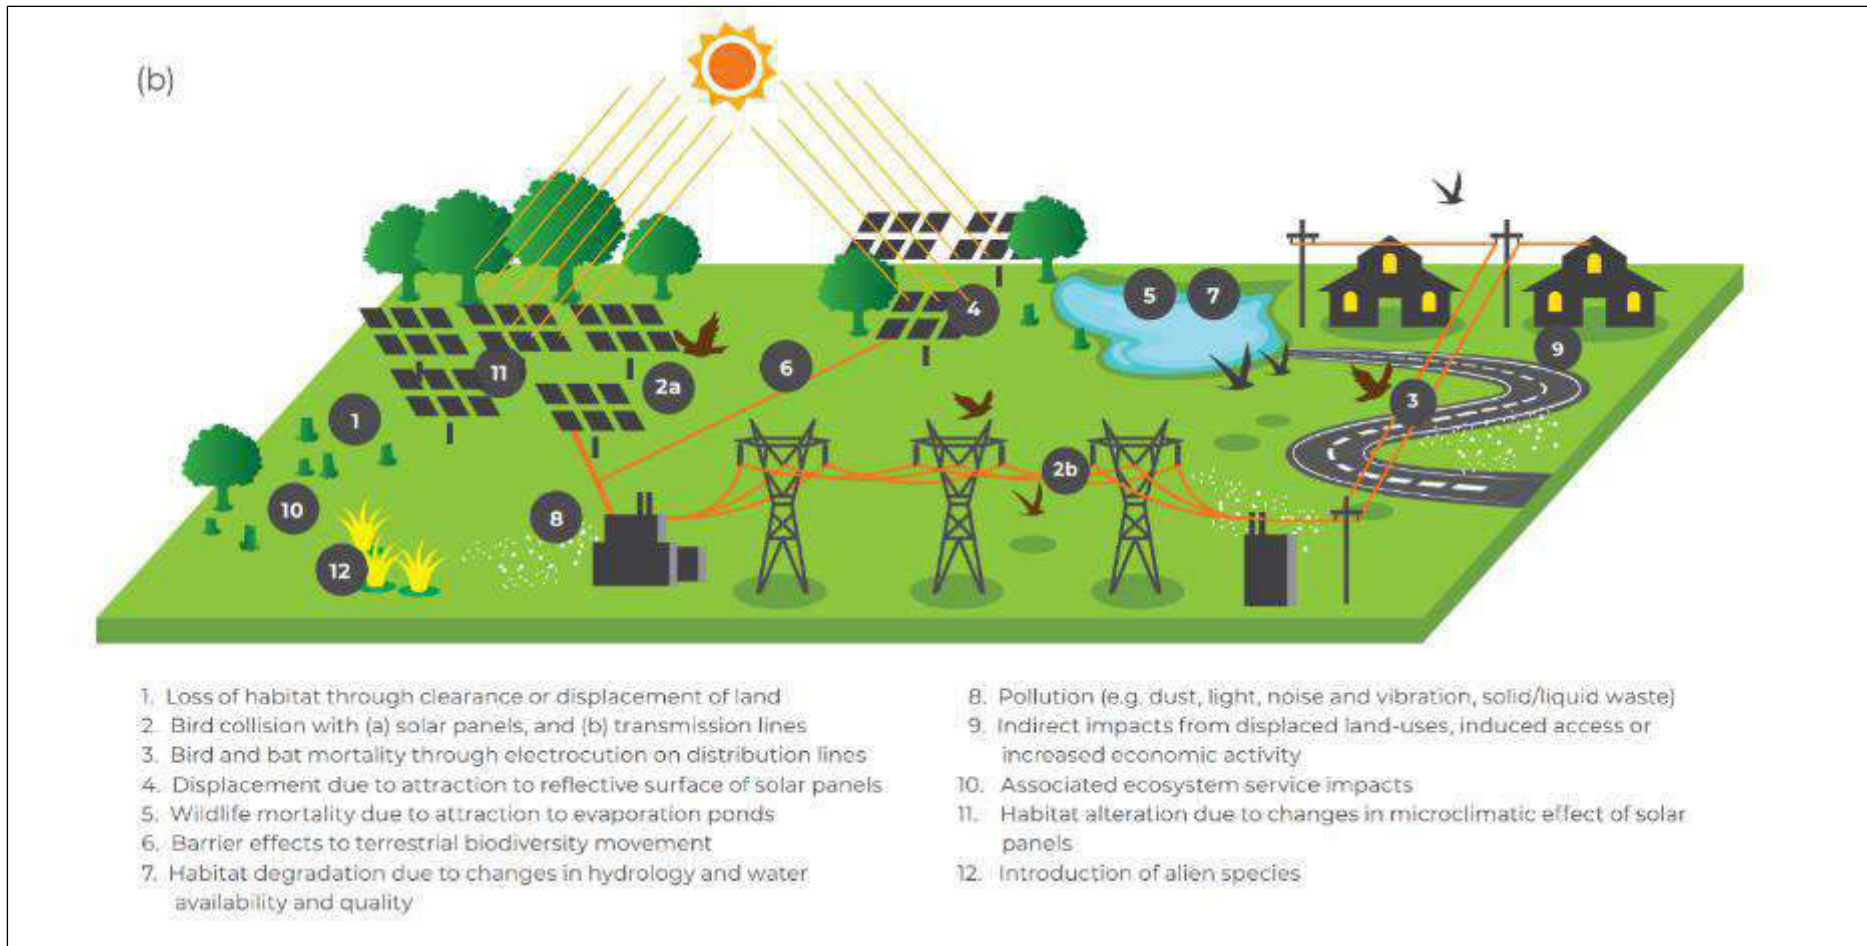 (b)
5
7
4
9
6
11
2a
3
1
2b
10
8
12
1. Loss of habitat through clearance or displacement of land
2. Bird collision with (a) solar panels, and (b) transmission lines
3. Bird and bat mortality through electrocution on distribution lines
4. Displacement due to attraction to reflective surface of solar panels
5. Wildlife mortality due to attraction to evaporation ponds
6. Barrier effects to terrestrial biodiversity movement
7. Habitat degradation due to changes in hydrology and water
availability and quality
8. Pollution (e.g. dust, light, noise and vibration, solid/liquid waste)
9. Indirect impacts from displaced land-uses, induced access or
increased economic activity
10. Associated ecosystem service impacts
11. Habitat alteration due to changes in microclimatic effect of solar
panels
12. Introduction of alien species